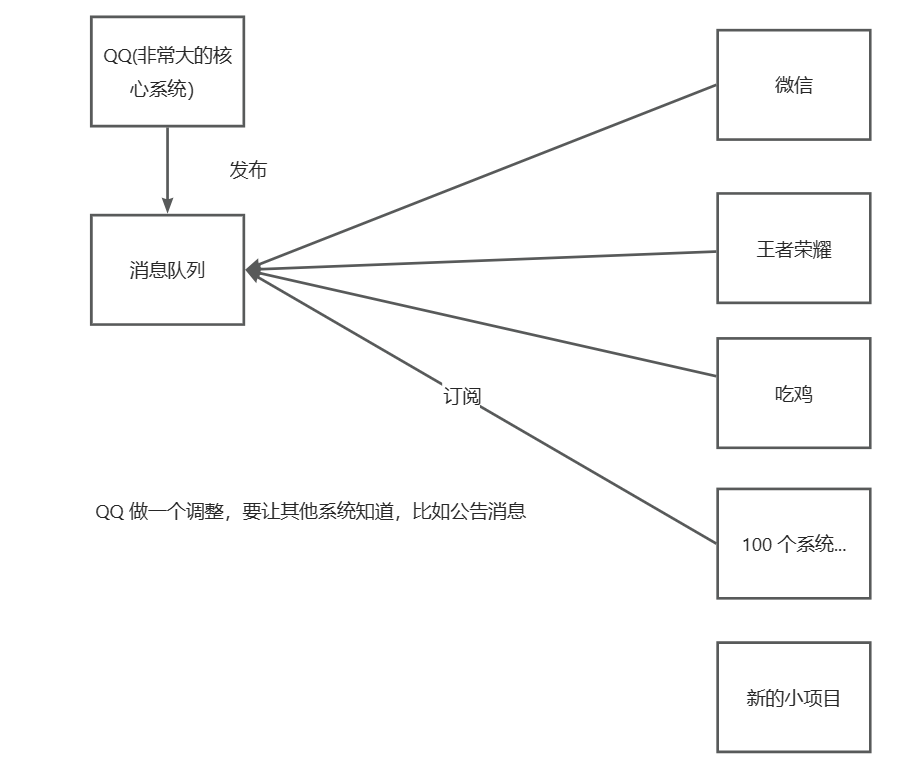 QQ(非常大的核
心系统）
微信
发布
王者荣耀
消息队列
吃鸡
订阅
QQ 做一个调整，要让其他系统知道，比如公告消息
100 个系统...
新的小项目